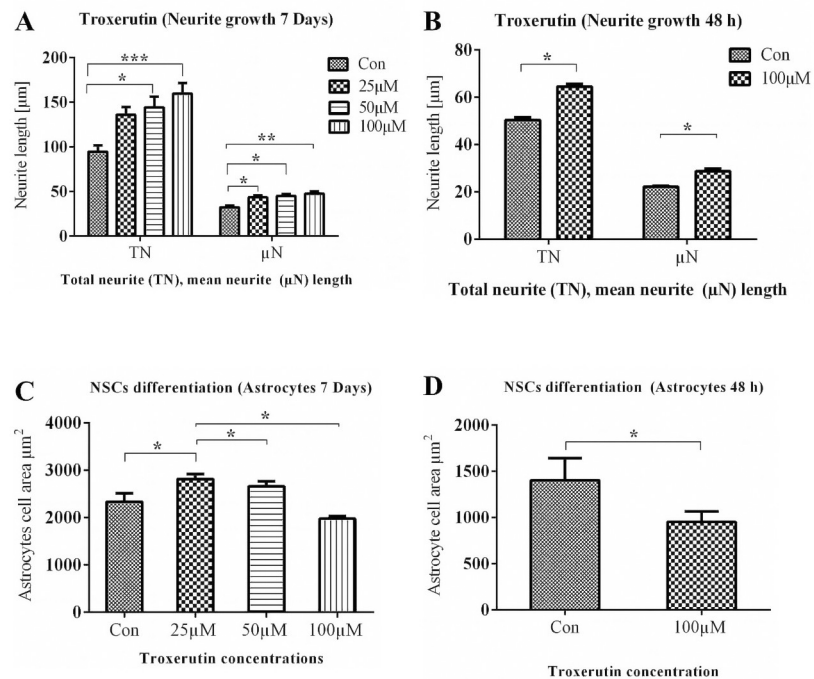 A
Troxerutin (Neurite growth 7 Days)
Neurite length [µm]
200
150
100
50
0
***
*
**
*
*
Con
25µM
50µM
100µM
TN
µN
Total neurite (TN), mean neurite (µN) length
B
Troxerutin (Neurite growth 48 h)
Neurite length [µm]
80
60
40
20
0
*
*
Con
100µM
TN
µN
Total neurite (TN), mean neurite (µN) length
C
NSCs differentiation (Astrocytes 7 Days)
Astrocytes cell area µm²
4000
3000
2000
1000
0
*
*
*
Con
25µM
50µM
100µM
Troxerutin concentrations
D
NSCs differentiation (Astrocytes 48 h)
Astrocyte cell area µm²
2000
1500
1000
500
0
*
Con
100µM
Troxerutin concentration